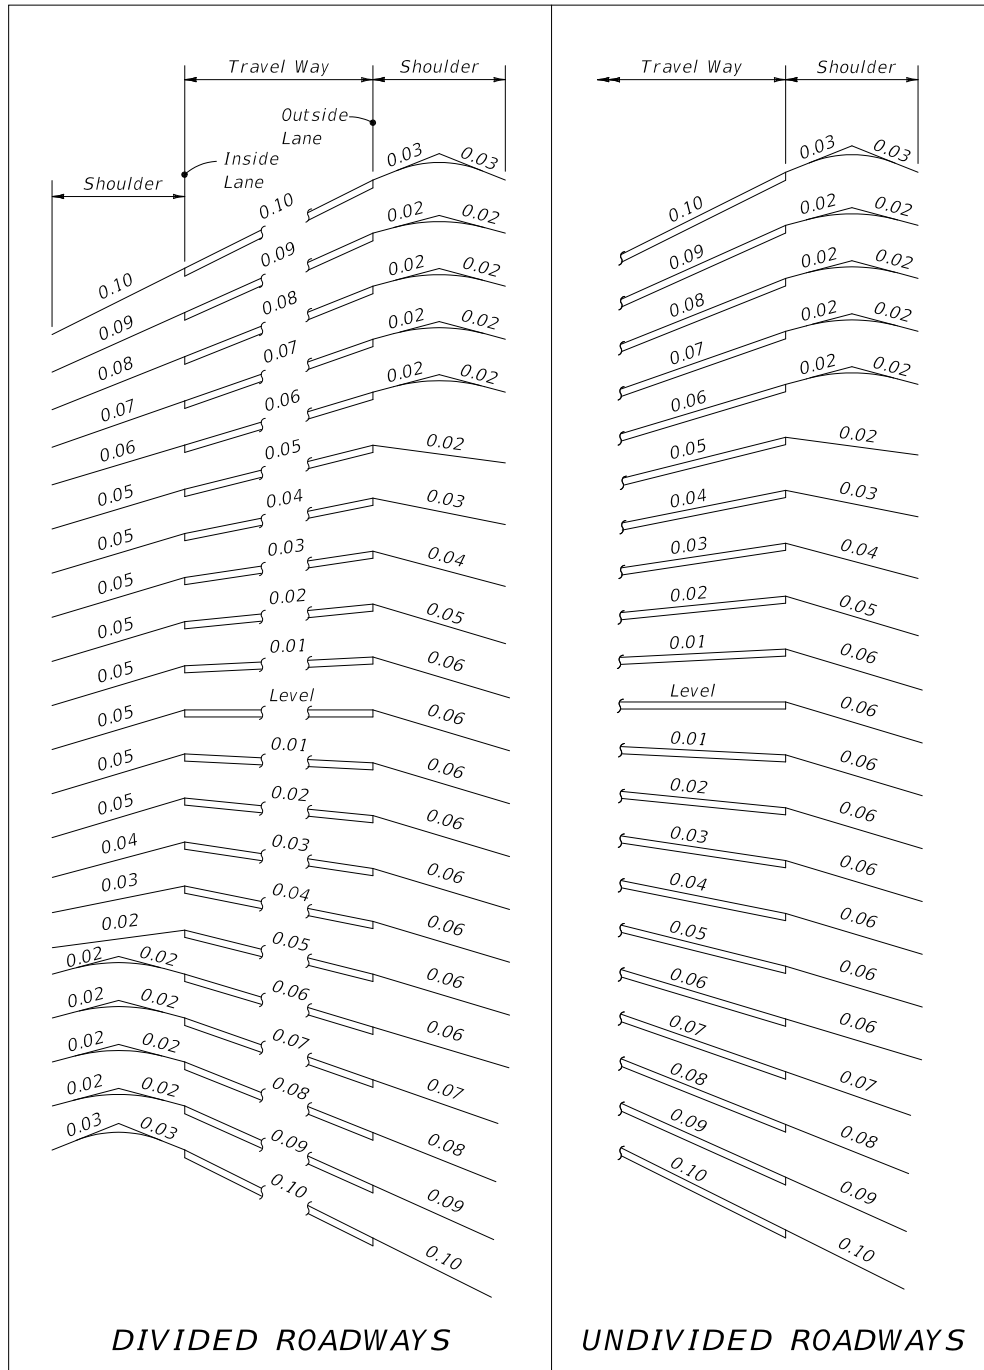 Travel Way Shoulder
Outside
Lane
Inside
Lane
Shoulder
0.10 0.10 0.03 0.03
0.09 0.09 0.02 0.02
0.08 0.08 0.02 0.02
0.07 0.07 0.02 0.02
0.06 0.06 0.02 0.02
0.05 0.05 0.02
0.05 0.04 0.03
0.05 0.03 0.04
0.05 0.02 0.05
0.05 0.01 0.06
0.05 Level 0.06
0.05 0.01 0.06
0.05 0.02 0.06
0.04 0.03 0.06
0.03 0.04 0.06
0.02 0.05 0.06
0.02 0.02 0.06 0.06
0.02 0.02 0.07 0.07
0.02 0.02 0.08 0.08
0.02 0.02 0.09 0.09
0.03 0.03 0.10 0.10
DIVIDED ROADWAYS
Travel Way Shoulder
0.10 0.03 0.03
0.09 0.02 0.02
0.08 0.02 0.02
0.07 0.02 0.02
0.06 0.02 0.02
0.05 0.02
0.04 0.03
0.03 0.04
0.02 0.05
0.01 0.06
Level 0.06
0.01 0.06
0.02 0.06
0.03 0.06
0.04 0.06
0.05 0.06
0.06 0.06
0.07 0.07
0.08 0.08
0.09 0.09
0.10 0.10
UNDIVIDED ROADWAYS